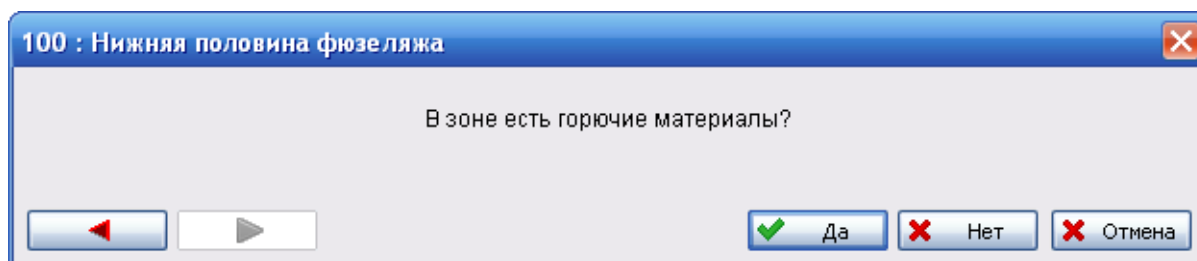 100 : Нижняя половина фюзеляжа
В зоне есть горючие материалы?
Да Нет Отмена